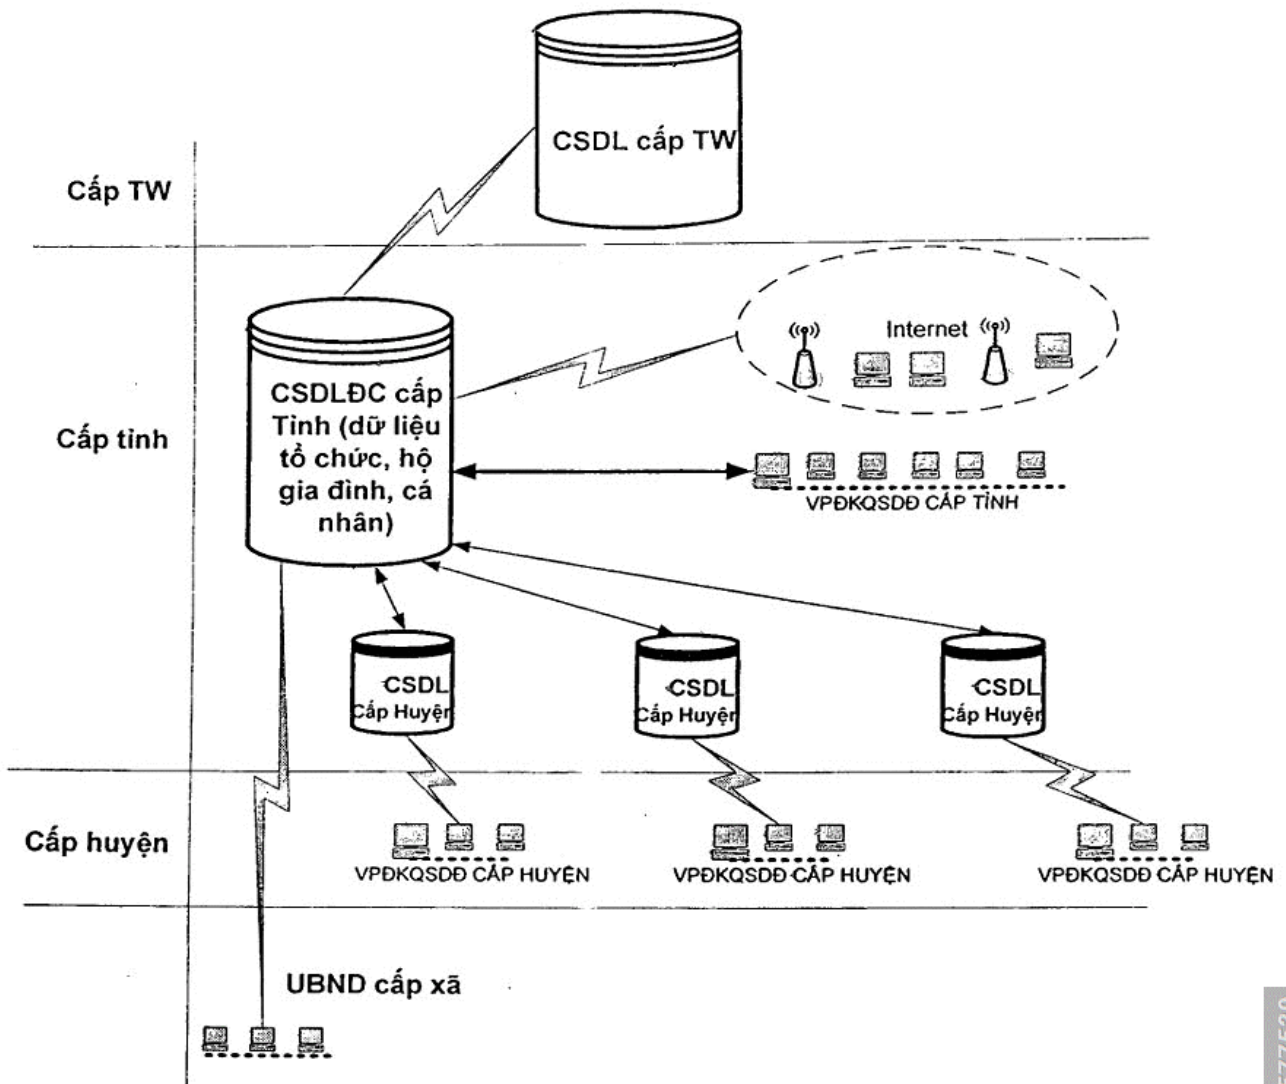 CSDL cấp TW
Cấp TW
Internet
CSDLĐC cấp
Tỉnh (dữ liệu
tổ chức, hộ
gia đình, cá
nhân)
Cấp tỉnh
VPĐKQSDĐ CẤP TỈNH
CSDL
Cấp Huyện
CSDL
Cấp Huyện
CSDL
Cấp Huyện
Cấp huyện
VPĐKQSDĐ CẤP HUYỆN
VPĐKQSDĐ CẤP HUYỆN
VPĐKQSDĐ CẤP HUYỆN
UBND cấp xã